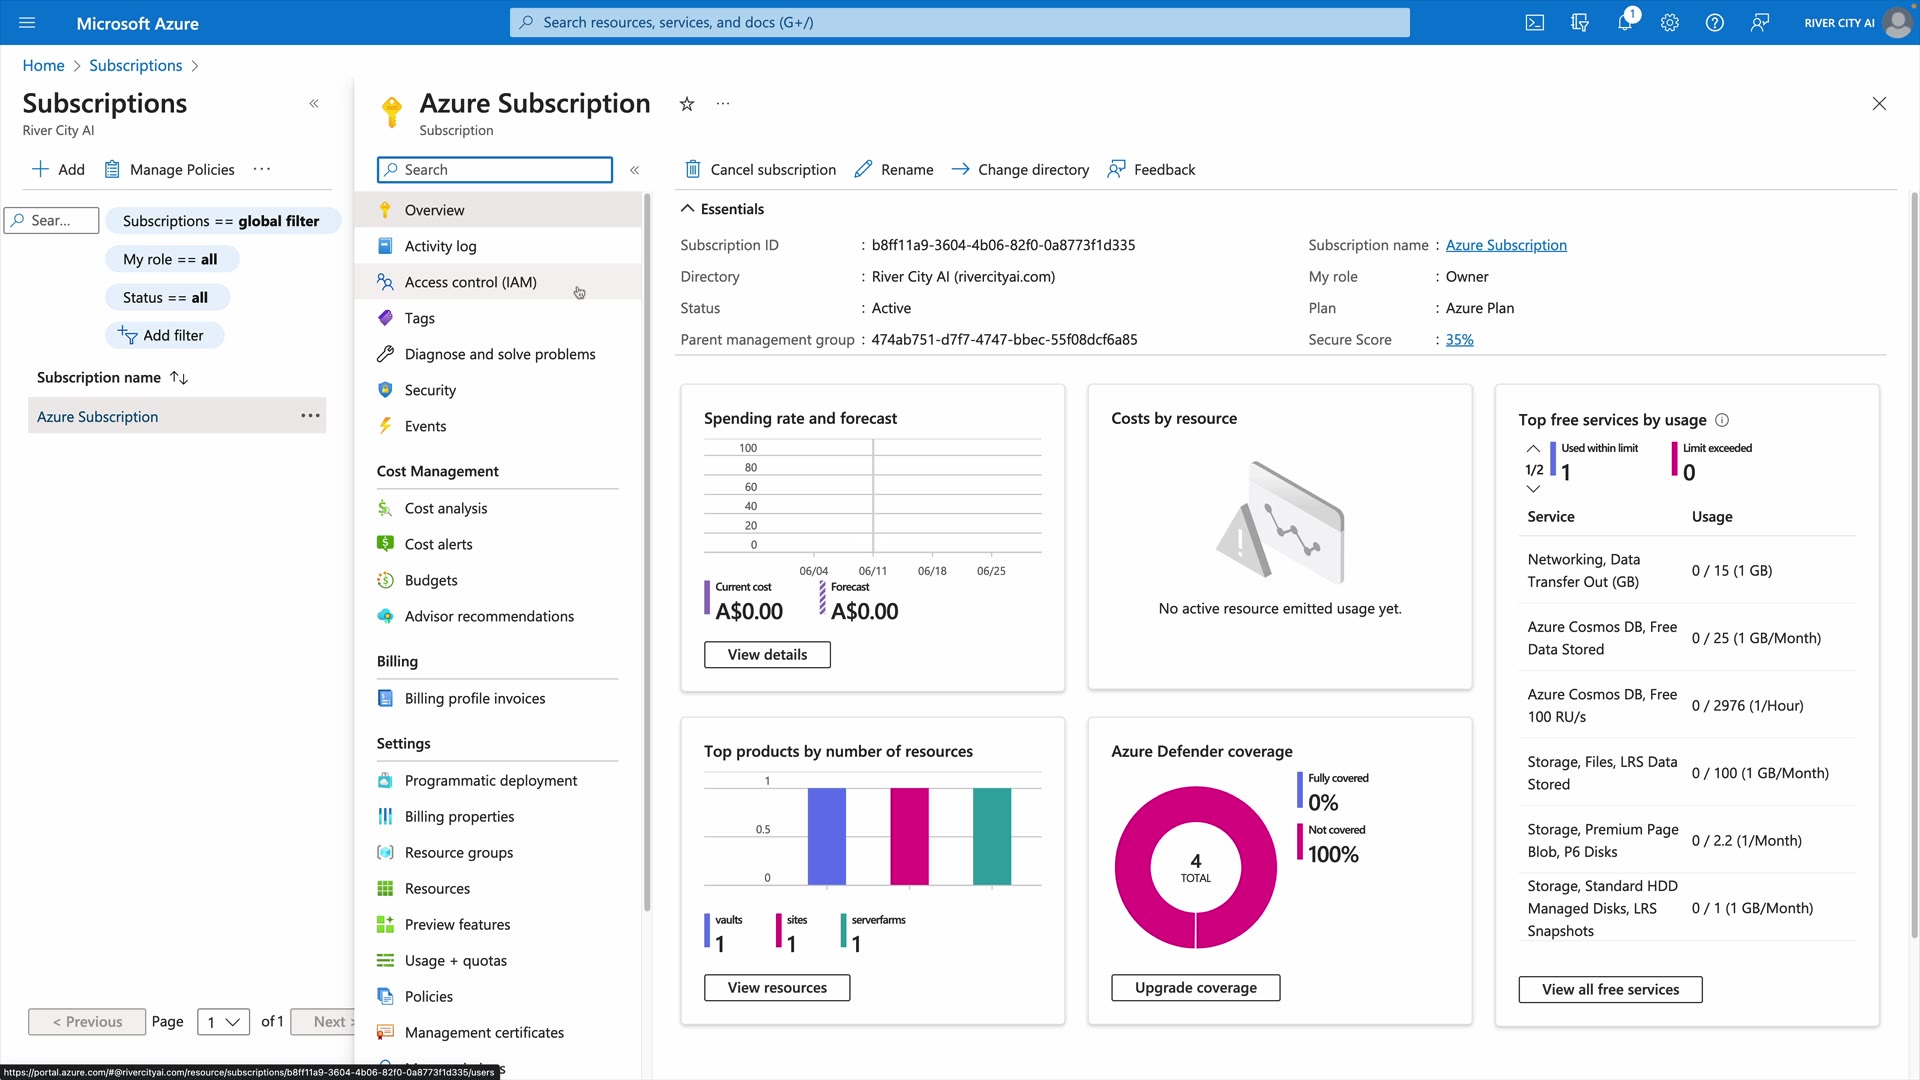 Microsoft Azure
Search resources, services, and docs (G+/)
1
RIVER CITY AI
Home > Subscriptions >
Subscriptions
River City AI
Add
Manage Policies
Sear...
Subscriptions == global filter
My role == all
Status == all
Add filter
Subscription name
Azure Subscription
< Previous
Page
1
of 1
Next >
Azure Subscription
Subscription
Search
Overview
Activity log
Access control (IAM)
Tags
Diagnose and solve problems
Security
Events
Cost Management
Cost analysis
Cost alerts
Budgets
Advisor recommendations
Billing
Billing profile invoices
Settings
Programmatic deployment
Billing properties
Resource groups
Resources
Preview features
Usage + quotas
Policies
Management certificates
Cancel subscription
Rename
Change directory
Feedback
Essentials
Subscription ID : b8ff11a9-3604-4b06-82f0-0a8773f1d335
Directory : River City AI (rivercityai.com)
Status : Active
Parent management group : 474ab751-d7f7-4747-bbec-55f08dcf6a85
Subscription name : Azure Subscription
My role : Owner
Plan : Azure Plan
Secure Score : 35%
Spending rate and forecast
100
80
60
40
20
0
06/04 06/11 06/18 06/25
Current cost
A$0.00
Forecast
A$0.00
View details
Costs by resource
No active resource emitted usage yet.
Top free services by usage
1/2
Used within limit
1
Limit exceeded
0
Service Usage
Networking, Data
Transfer Out (GB)
0 / 15 (1 GB)
Azure Cosmos DB, Free
Data Stored
0 / 25 (1 GB/Month)
Azure Cosmos DB, Free
100 RU/s
0 / 2976 (1/Hour)
Storage, Files, LRS Data
Stored
0 / 100 (1 GB/Month)
Storage, Premium Page
Blob, P6 Disks
0 / 2.2 (1/Month)
Storage, Standard HDD
Managed Disks, LRS
Snapshots
0 / 1 (1 GB/Month)
View all free services
Top products by number of resources
1
0.5
0
vaults
1
sites
1
serverfarms
1
View resources
Azure Defender coverage
4
TOTAL
Fully covered
0%
Not covered
100%
Upgrade coverage
https://portal.azure.com/#@rivercityai.com/resource/subscriptions/b8ff11a9-3604-4b06-82f0-0a8773f1d335/users